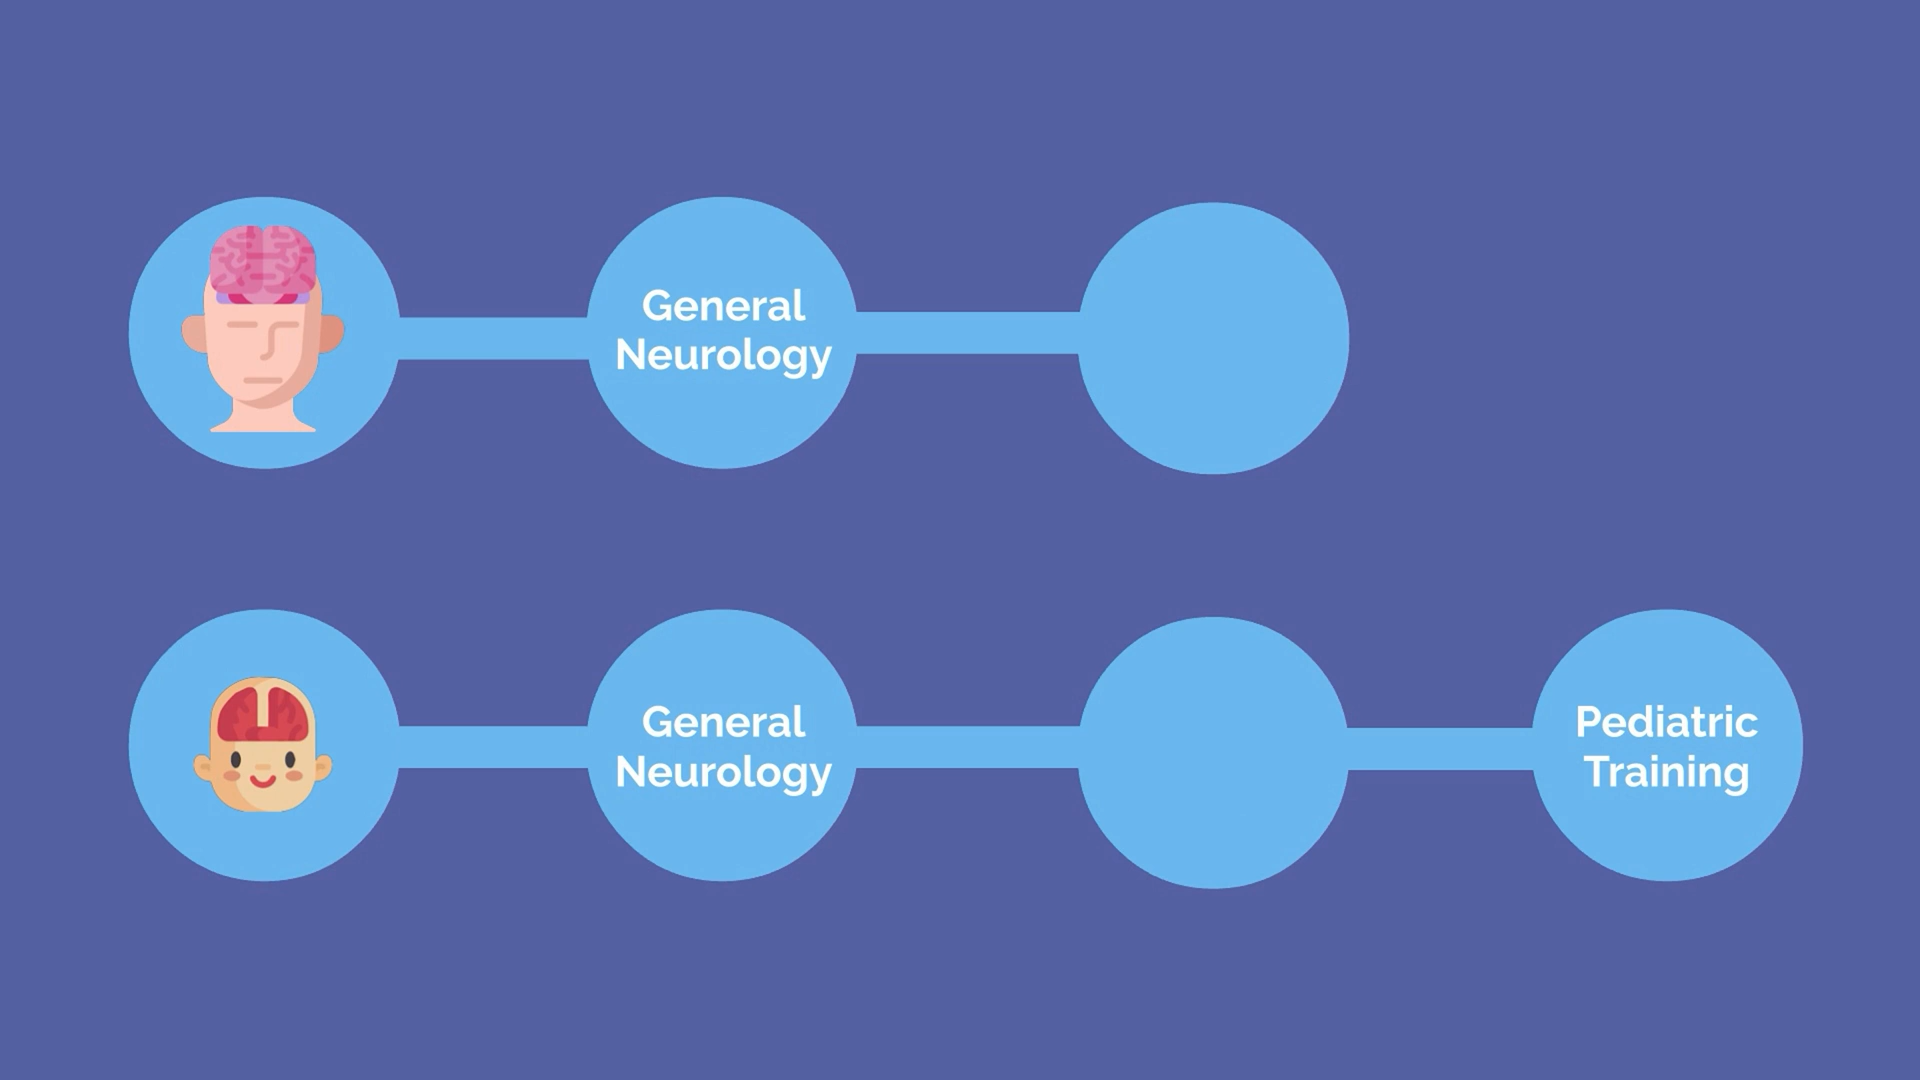 General
Neurology
General
Neurology
Pediatric
Training